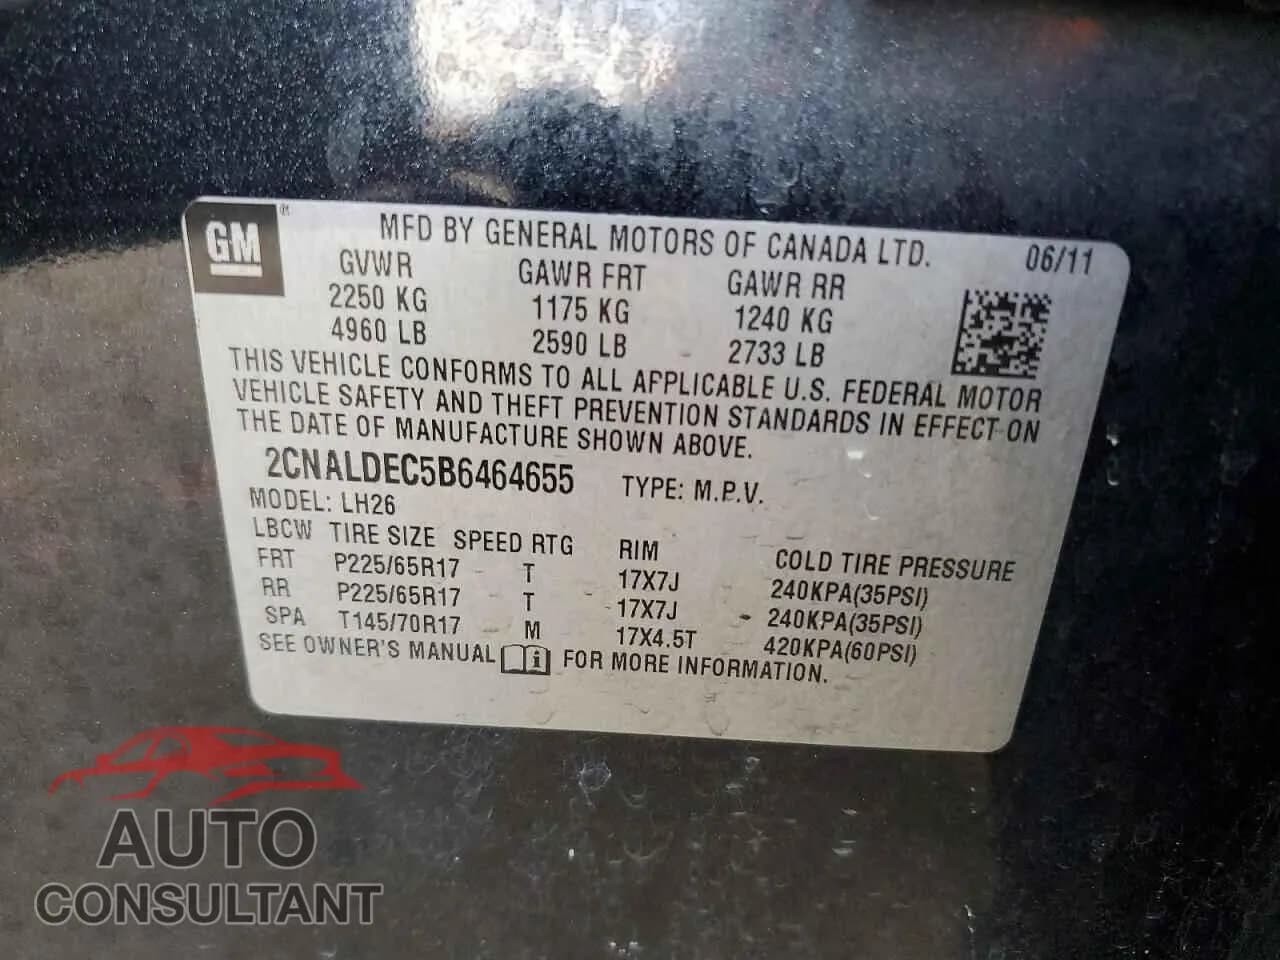 GM ® MFD BY GENERAL MOTORS OF CANADA LTD. 06/11
GVWR GAWR FRT GAWR RR
2250 KG 1175 KG 1240 KG
4960 LB 2590 LB 2733 LB
THIS VEHICLE CONFORMS TO ALL APPLICABLE U.S. FEDERAL MOTOR
VEHICLE SAFETY AND THEFT PREVENTION STANDARDS IN EFFECT ON
THE DATE OF MANUFACTURE SHOWN ABOVE.
2CNALDEC5B6464655 TYPE: M.P.V.
MODEL: LH26
LBCW TIRE SIZE SPEED RTG RIM COLD TIRE PRESSURE
FRT P225/65R17 T 17X7J 240KPA(35PSI)
RR P225/65R17 T 17X7J 240KPA(35PSI)
SPA T145/70R17 M 17X4.5T 420KPA(60PSI)
SEE OWNER'S MANUAL i FOR MORE INFORMATION.
AUTO
CONSULTANT